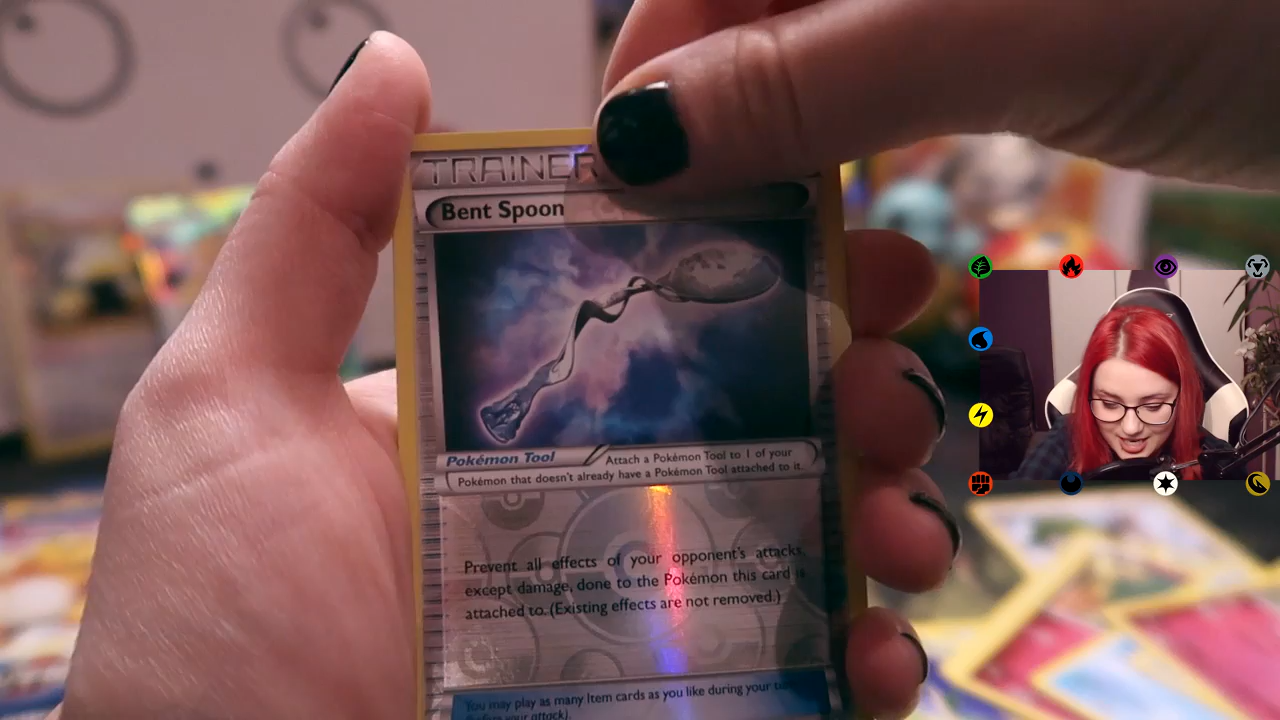 TRAINER
Bent Spoon
Pokémon Tool
Attach a Pokémon Tool to 1 of your
Pokémon that doesn't already have a Pokémon Tool attached to it.
Prevent all effects of your opponent's attacks,
except damage, done to the Pokémon this card is
attached to. (Existing effects are not removed.)
You may play as many Item cards as you like during your
(before your attack).